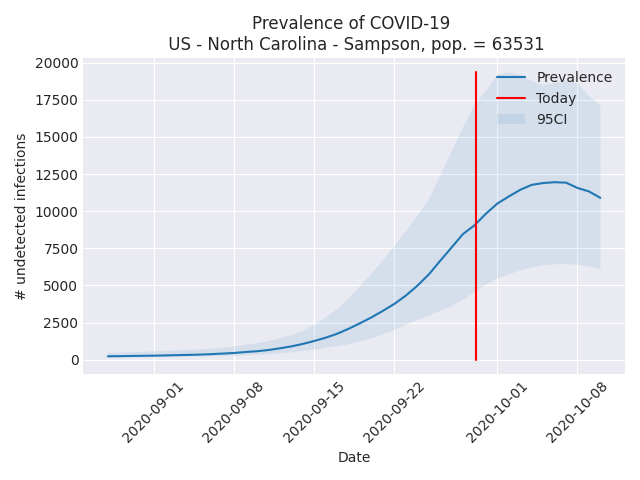 Prevalence of COVID-19
US - North Carolina - Sampson, pop. = 63531
# undetected infections
20000
17500
15000
12500
10000
7500
5000
2500
0
Prevalence
Today
95CI
2020-09-01
2020-09-08
2020-09-15
2020-09-22
2020-10-01
2020-10-08
Date